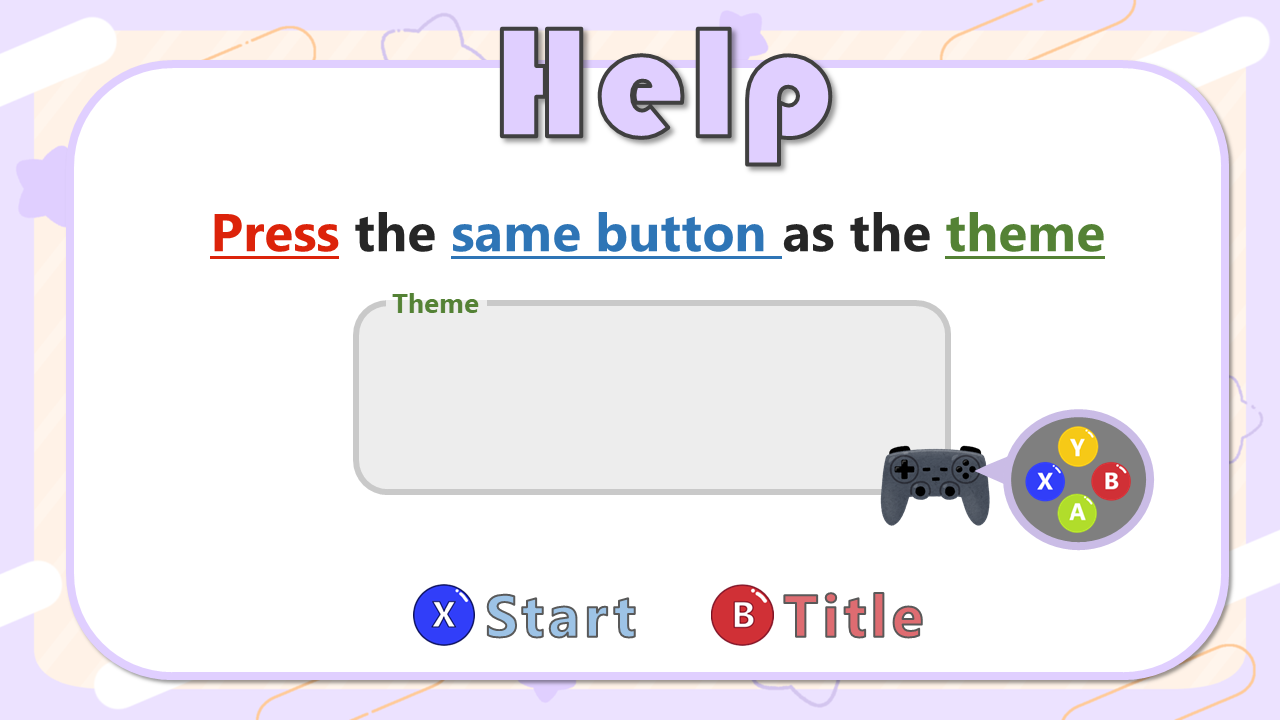 Help
Press the same button as the theme
Theme
Y
X B
A
X Start B Title